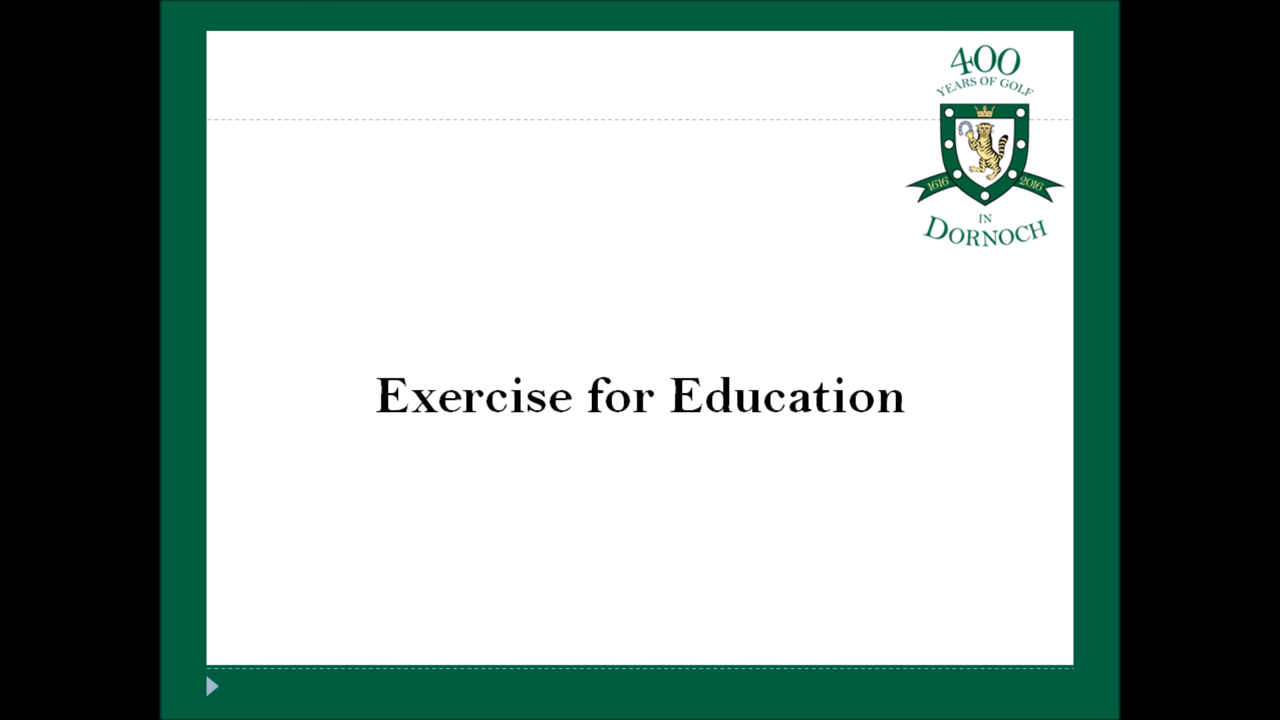 400
YEARS OF GOLF
1616 2016
IN
DORNOCH
Exercise for Education